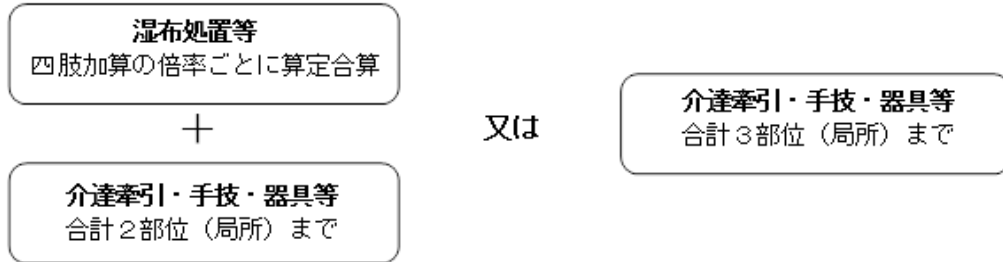 湿布処置等
四肢加算の倍率ごとに算定合算
＋
介達牽引・手技・器具等
合計２部位（局所）まで
又は
介達牽引・手技・器具等
合計３部位（局所）まで